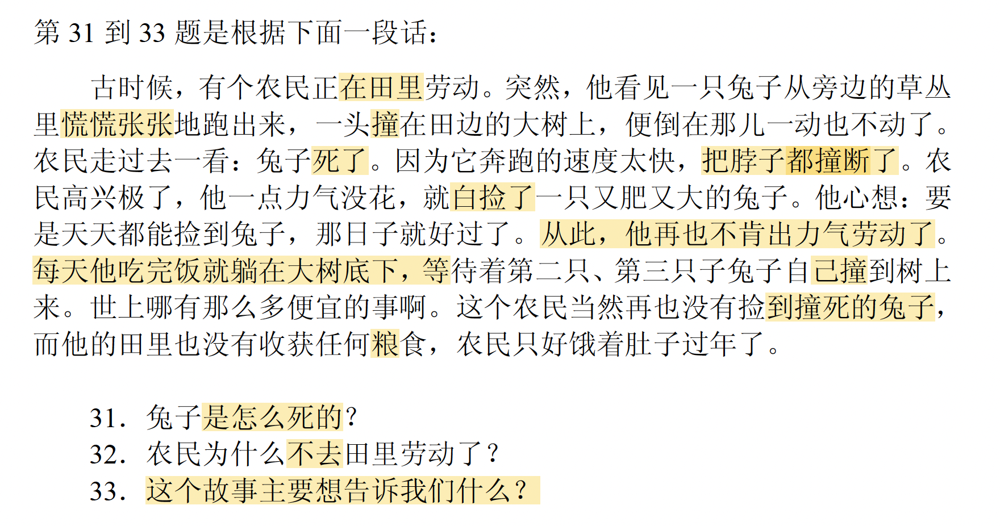 第 31 到 33 题是根据下面一段话：
古时候，有个农民正在田里劳动。突然，他看见一只兔子从旁边的草丛
里慌慌张张地跑出来，一头撞在田边的大树上，便倒在那儿一动也不动了。
农民走过去一看：兔子死了。因为它奔跑的速度太快，把脖子都撞断了。农
民高兴极了，他一点力气没花，就白捡了一只又肥又大的兔子。他心想：要
是天天都能捡到兔子，那日子就好过了。从此，他再也不肯出力气劳动了。
每天他吃完饭就躺在大树底下，等待着第二只、第三只子兔子自己撞到树上
来。世上哪有那么多便宜的事啊。这个农民当然再也没有捡到撞死的兔子，
而他的田里也没有收获任何粮食，农民只好饿着肚子过年了。
31．兔子是怎么死的？
32．农民为什么不去田里劳动了？
33．这个故事主要想告诉我们什么？